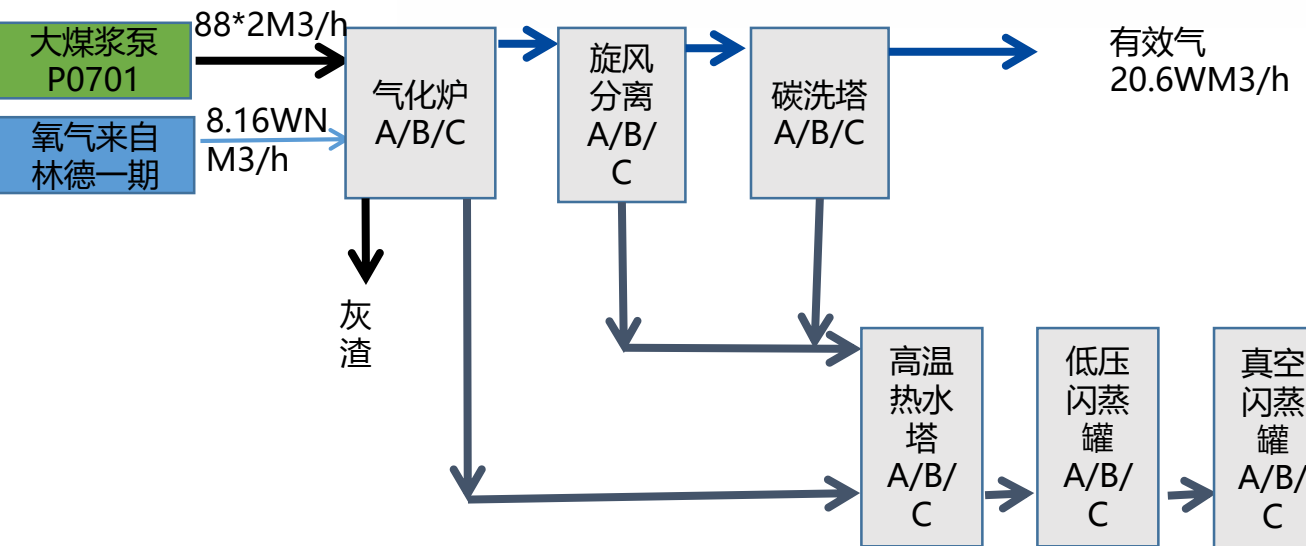 大煤浆泵
P0701
88*2M3/h
氧气来自
林德一期
8.16WN
M3/h
气化炉
A/B/C
旋风
分离
A/B/
C
碳洗塔
A/B/C
有效气
20.6WM3/h
灰
渣
高温
热水
塔
A/B/
C
低压
闪蒸
罐
A/B/
C
真空
闪蒸
罐
A/B/
C